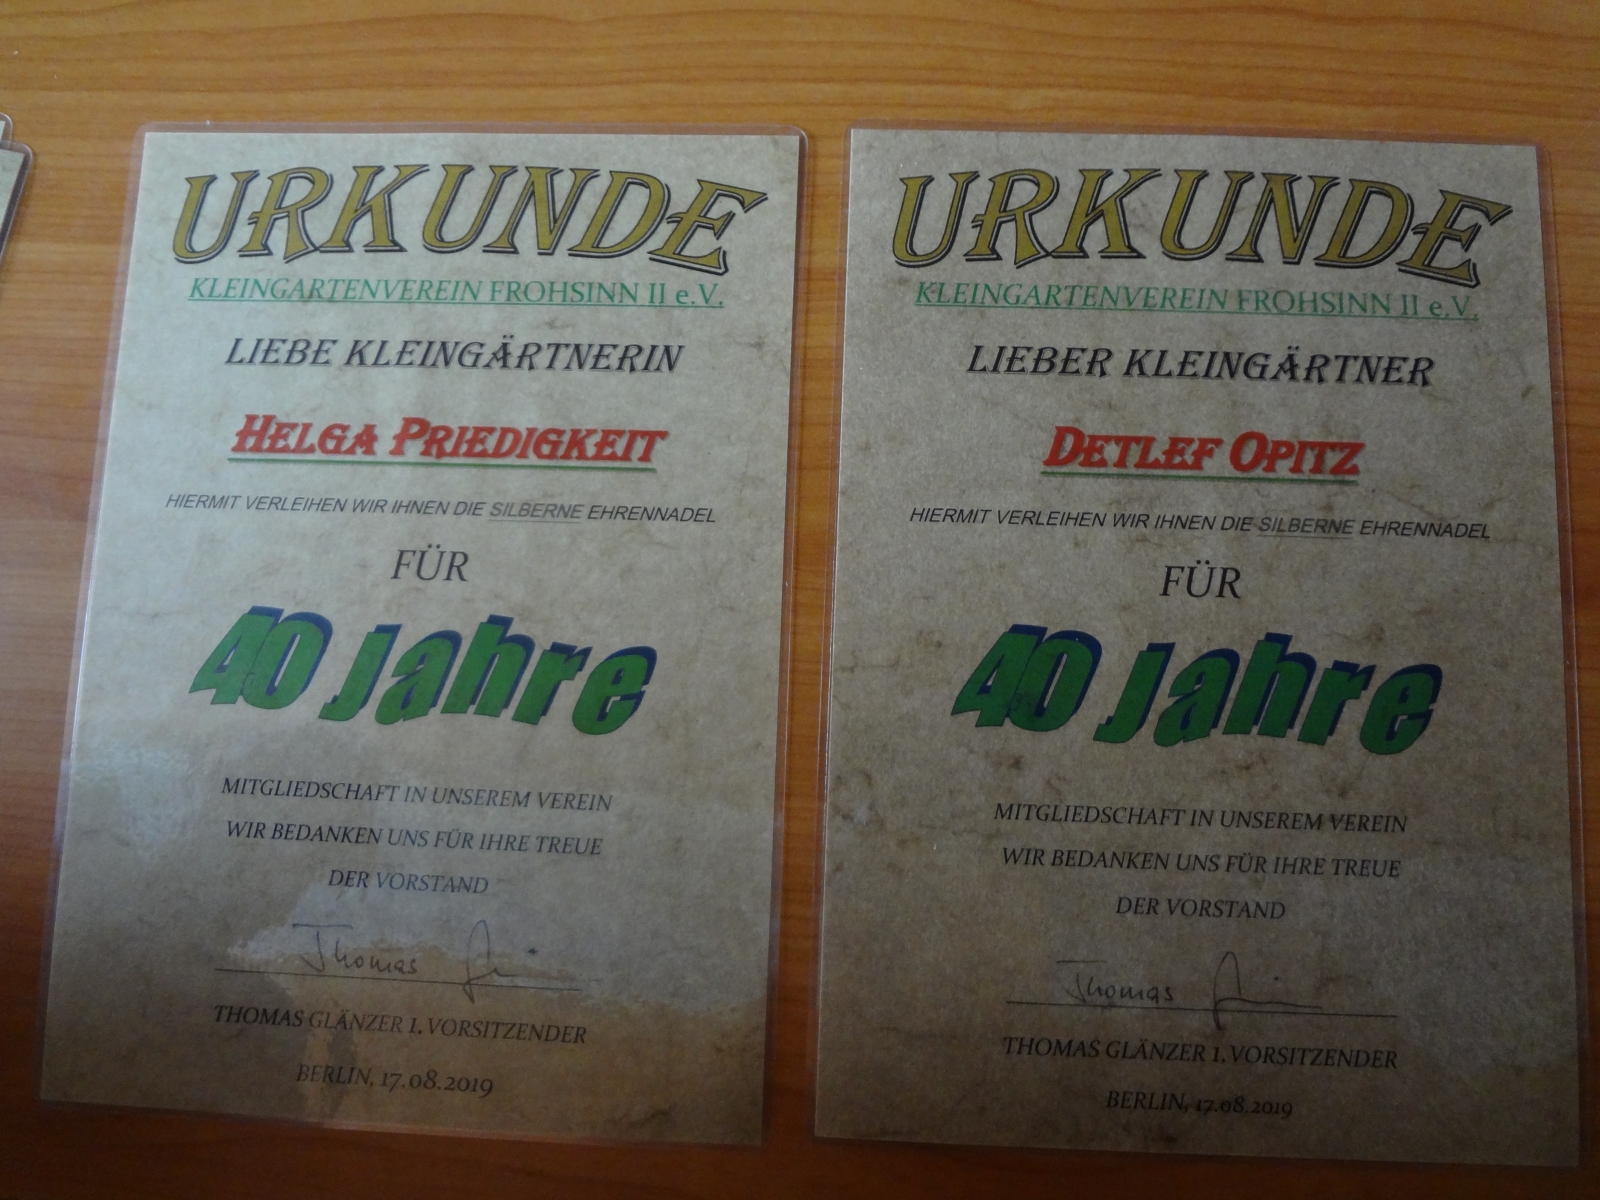 URKUNDE
KLEINGARTENVEREIN FROHSINN II e.V.
LIEBE KLEINGÄRTNERIN
HELGA PRIEDIGKEIT
HIERMIT VERLEIHEN WIR IHNEN DIE SILBERNE EHRENNADEL
FÜR
40 Jahre
MITGLIEDSCHAFT IN UNSEREM VEREIN
WIR BEDANKEN UNS FÜR IHRE TREUE
DER VORSTAND
Thomas
THOMAS GLÄNZER 1. VORSITZENDER
BERLIN, 17.08.2019
URKUNDE
KLEINGARTENVEREIN FROHSINN II e.V.
LIEBER KLEINGÄRTNER
DETLEF OPITZ
HIERMIT VERLEIHEN WIR IHNEN DIE SILBERNE EHRENNADEL
FÜR
40 Jahre
MITGLIEDSCHAFT IN UNSEREM VEREIN
WIR BEDANKEN UNS FÜR IHRE TREUE
DER VORSTAND
Thomas
THOMAS GLÄNZER 1. VORSITZENDER
BERLIN, 17.08.2019